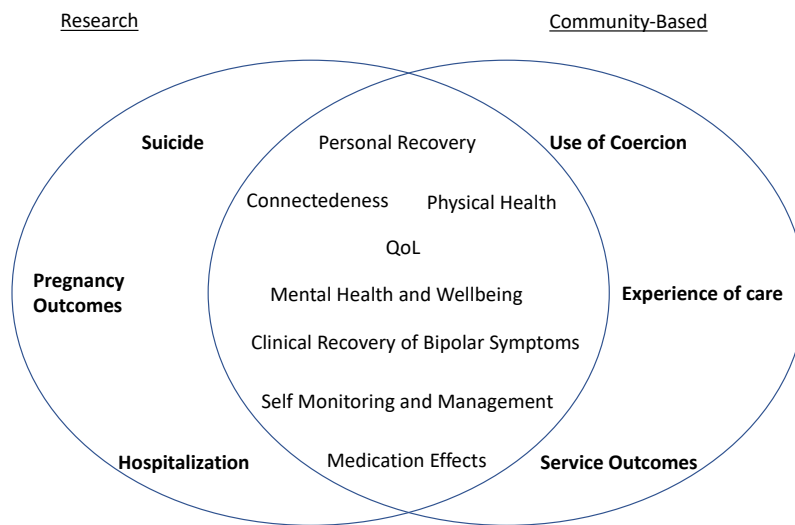 Research
Community-Based
Suicide
Personal Recovery
Use of Coercion
Connectedeness
Physical Health
QoL
Pregnancy
Outcomes
Mental Health and Wellbeing
Experience of care
Clinical Recovery of Bipolar Symptoms
Self Monitoring and Management
Hospitalization
Medication Effects
Service Outcomes